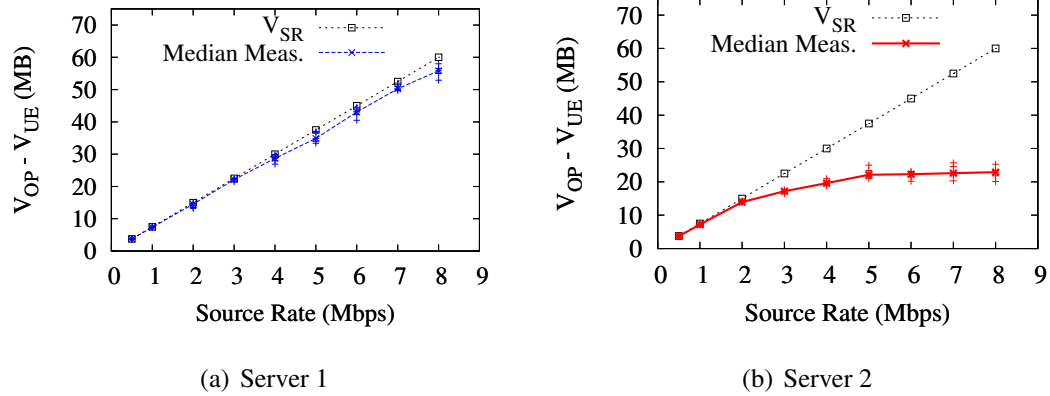 V_SR
Median Meas.
V_OP - V_UE (MB)
70
60
50
40
30
20
10
0
0 1 2 3 4 5 6 7 8 9
Source Rate (Mbps)
(a) Server 1
V_SR
Median Meas.
V_OP - V_UE (MB)
70
60
50
40
30
20
10
0
0 1 2 3 4 5 6 7 8 9
Source Rate (Mbps)
(b) Server 2